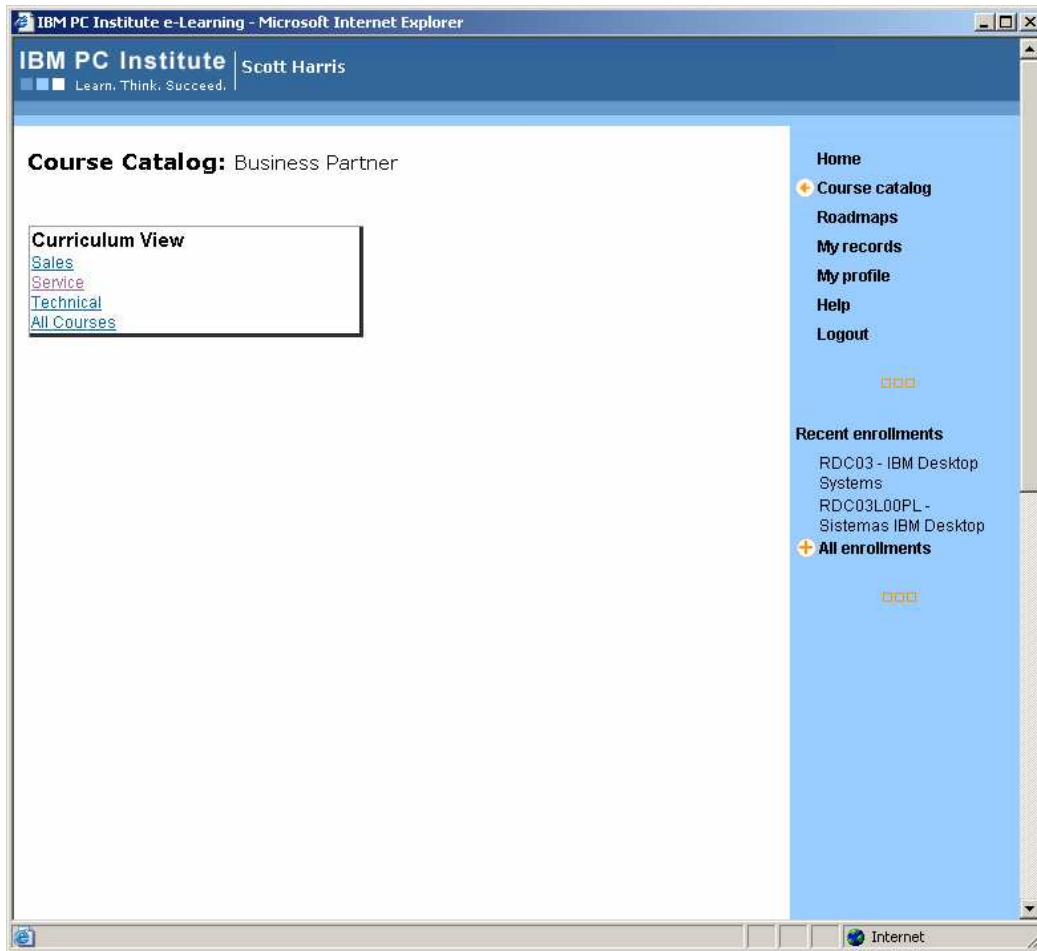 IBM PC Institute e-Learning - Microsoft Internet Explorer
IBM PC Institute
Learn. Think. Succeed.
Scott Harris
Course Catalog: Business Partner
Curriculum View
Sales
Service
Technical
All Courses
Home
Course catalog
Roadmaps
My records
My profile
Help
Logout
Recent enrollments
RDC03 - IBM Desktop
Systems
RDC03L00PL -
Sistemas IBM Desktop
All enrollments
Internet